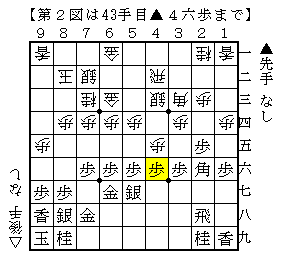 【第２図は43手目▲４六歩まで】
９ ８ ７ ６ ５ ４ ３ ２ １
香 金 桂 香 一
玉 銀 飛 二
桂 金 銀 角 歩 三
歩 歩 歩 歩 歩 歩 歩 四
歩 歩 歩 五
歩 歩 歩 歩 歩 角 歩 六
歩 歩 金 銀 七
香 銀 金 飛 八
玉 桂 桂 香 九
▲先手 なし
△後手 なし